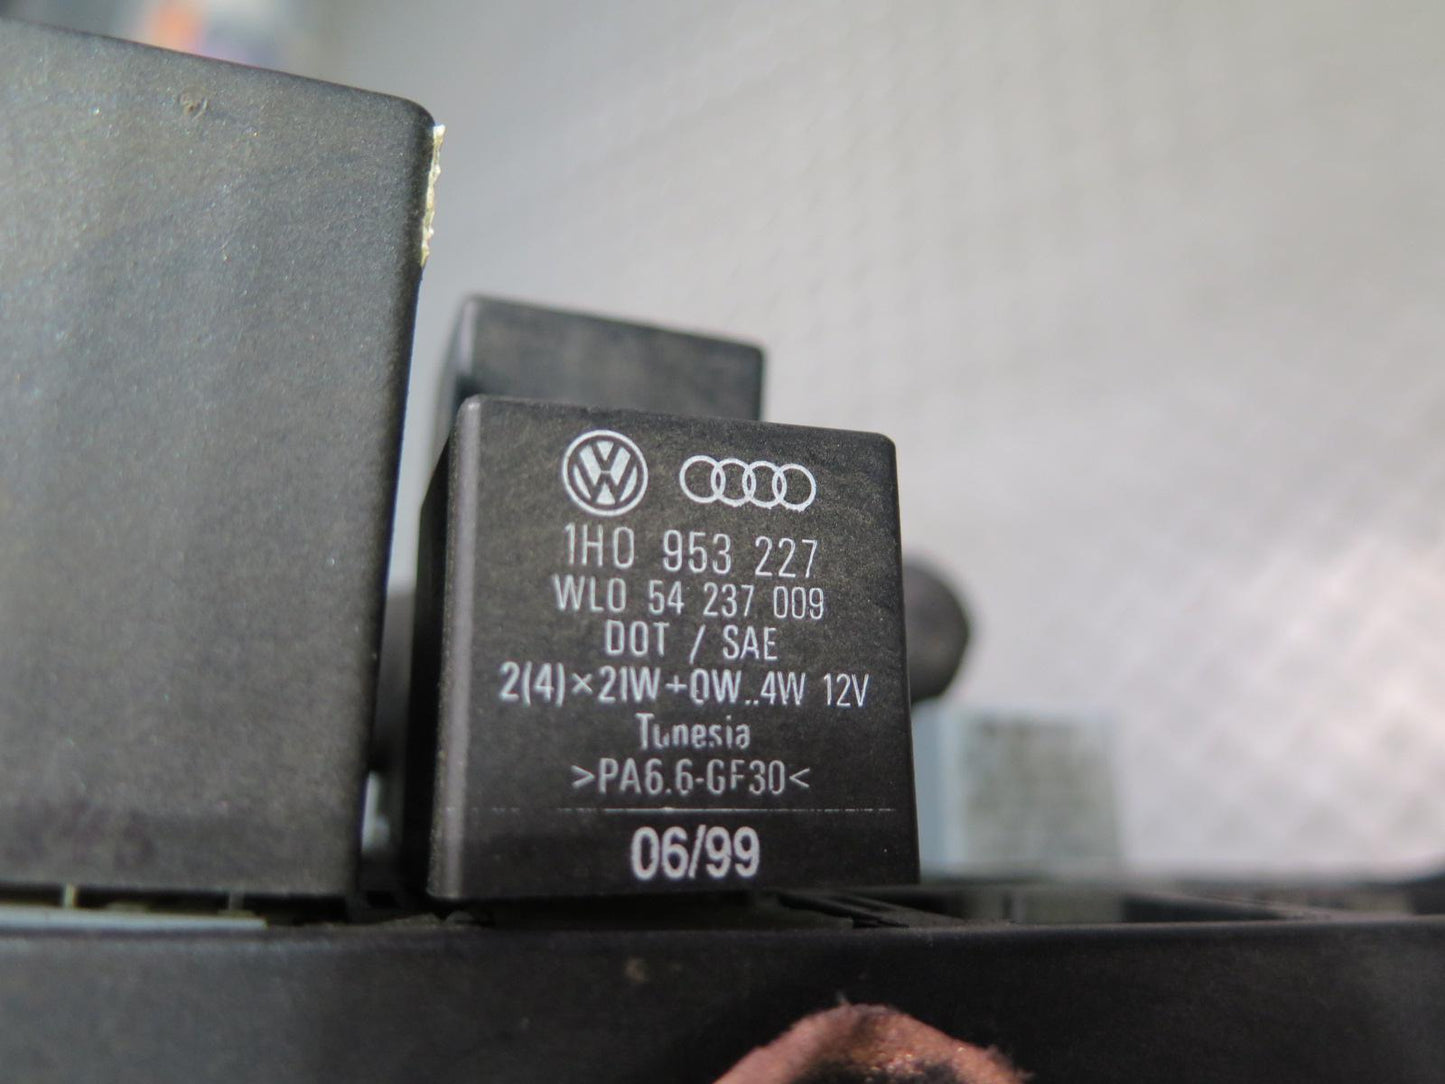 1H0 953 227
WL0 54 237 009
DOT / SAE
2(4)×21W+0W..4W 12V
Tunesia
>PA6.6-GF30<
06/99